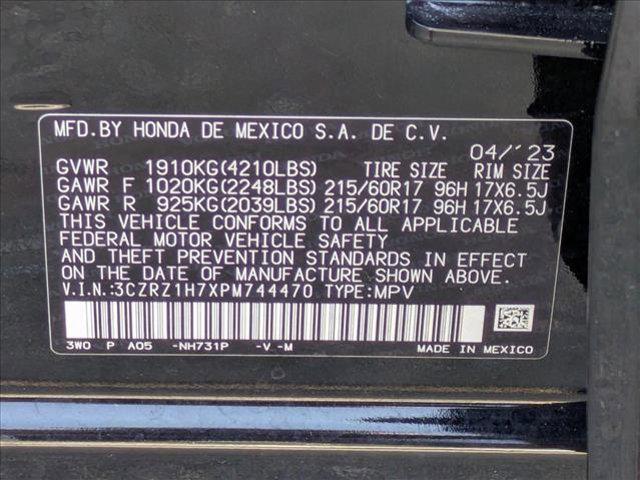 MFD.BY HONDA DE MEXICO S.A. DE C.V.
04/'23
GVWR 1910KG(4210LBS) TIRE SIZE RIM SIZE
GAWR F 1020KG(2248LBS) 215/60R17 96H 17X6.5J
GAWR R 925KG(2039LBS) 215/60R17 96H 17X6.5J
THIS VEHICLE CONFORMS TO ALL APPLICABLE
FEDERAL MOTOR VEHICLE SAFETY
AND THEFT PREVENTION STANDARDS IN EFFECT
ON THE DATE OF MANUFACTURE SHOWN ABOVE.
V.I.N.:3CZRZ1H7XPM744470 TYPE:MPV
3W0 P A05 -NH731P -V -M MADE IN MEXICO